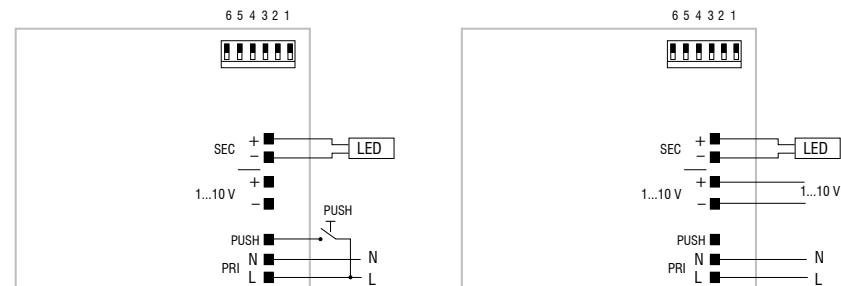 6 5 4 3 2 1
SEC + LED
−
1...10 V +
−
PUSH
PUSH
PRI N N
L L
6 5 4 3 2 1
SEC + LED
−
1...10 V + 1...10 V
−
PUSH
PRI N N
L L